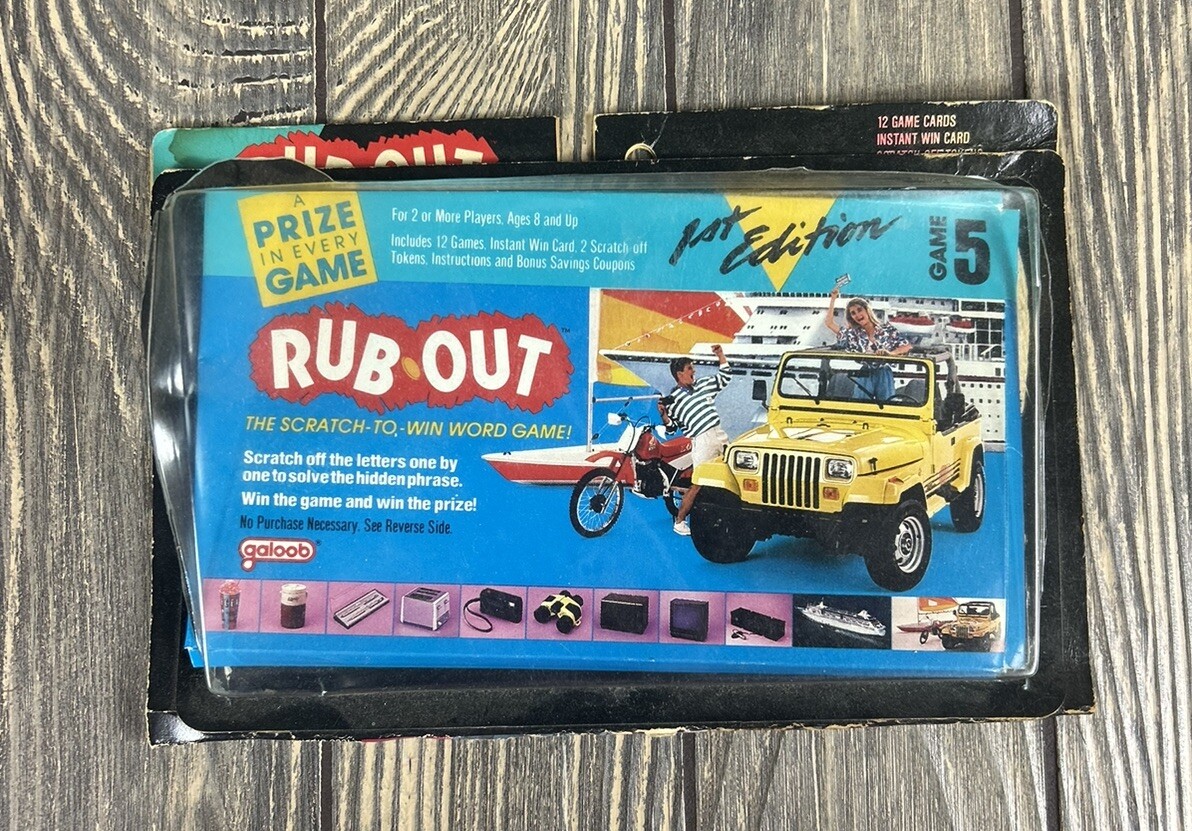 RUB OUT
12 GAME CARDS
INSTANT WIN CARD
A
PRIZE
IN EVERY
GAME
For 2 or More Players. Ages 8 and Up
Includes 12 Games, Instant Win Card, 2 Scratch off
Tokens, Instructions and Bonus Savings Coupons
1st Edition
GAME 5
RUB•OUT™
THE SCRATCH-TO-WIN WORD GAME!
Scratch off the letters one by
one to solve the hidden phrase.
Win the game and win the prize!
No Purchase Necessary. See Reverse Side.
galoob®